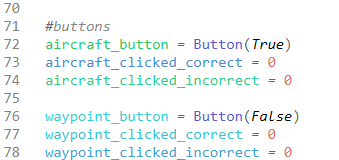 70
71 #buttons
72 aircraft_button = Button(True)
73 aircraft_clicked_correct = 0
74 aircraft_clicked_incorrect = 0
75
76 waypoint_button = Button(False)
77 waypoint_clicked_correct = 0
78 waypoint_clicked_incorrect = 0